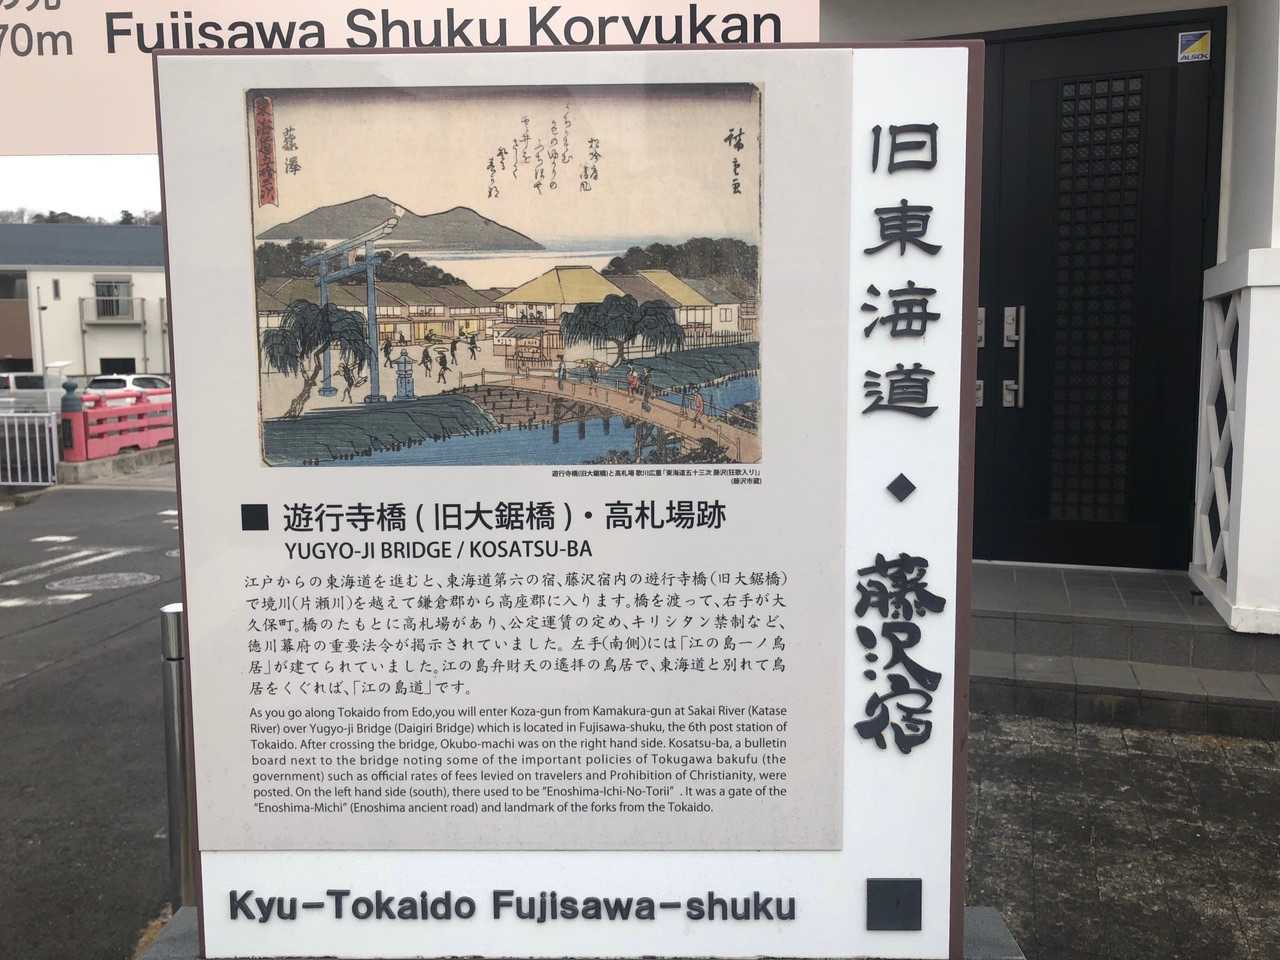 70m
Fujisawa Shuku Koryukan
ALSOK
東海道五十三次
藤澤
廣重画
遊行寺橋(旧大鋸橋)と高札場 歌川広重「東海道五十三次 藤沢(狂歌入り)」
(藤沢市蔵)
■ 遊行寺橋 ( 旧大鋸橋 )・高札場跡
YUGYO-JI BRIDGE / KOSATSU-BA
江戸からの東海道を進むと、東海道第六の宿、藤沢宿内の遊行寺橋(旧大鋸橋)
で境川(片瀬川)を越えて鎌倉郡から高座郡に入ります。橋を渡って、右手が大
久保町。橋のたもとに高札場があり、公定運賃の定め、キリシタン禁制など、
徳川幕府の重要法令が掲示されていました。左手(南側)には「江の島一ノ鳥
居」が建てられていました。江の島弁財天の遙拝の鳥居で、東海道と別れて鳥
居をくぐれば、「江の島道」です。
As you go along Tokaido from Edo,you will enter Koza-gun from Kamakura-gun at Sakai River (Katase
River) over Yugyo-ji Bridge (Daigiri Bridge) which is located in Fujisawa-shuku, the 6th post station of
Tokaido. After crossing the bridge, Okubo-machi was on the right hand side. Kosatsu-ba, a bulletin
board next to the bridge noting some of the important policies of Tokugawa bakufu (the
government) such as official rates of fees levied on travelers and Prohibition of Christianity, were
posted. On the left hand side (south), there used to be "Enoshima-Ichi-No-Torii" . It was a gate of the
"Enoshima-Michi" (Enoshima ancient road) and landmark of the forks from the Tokaido.
旧東海道◆藤沢宿
Kyu-Tokaido Fujisawa-shuku